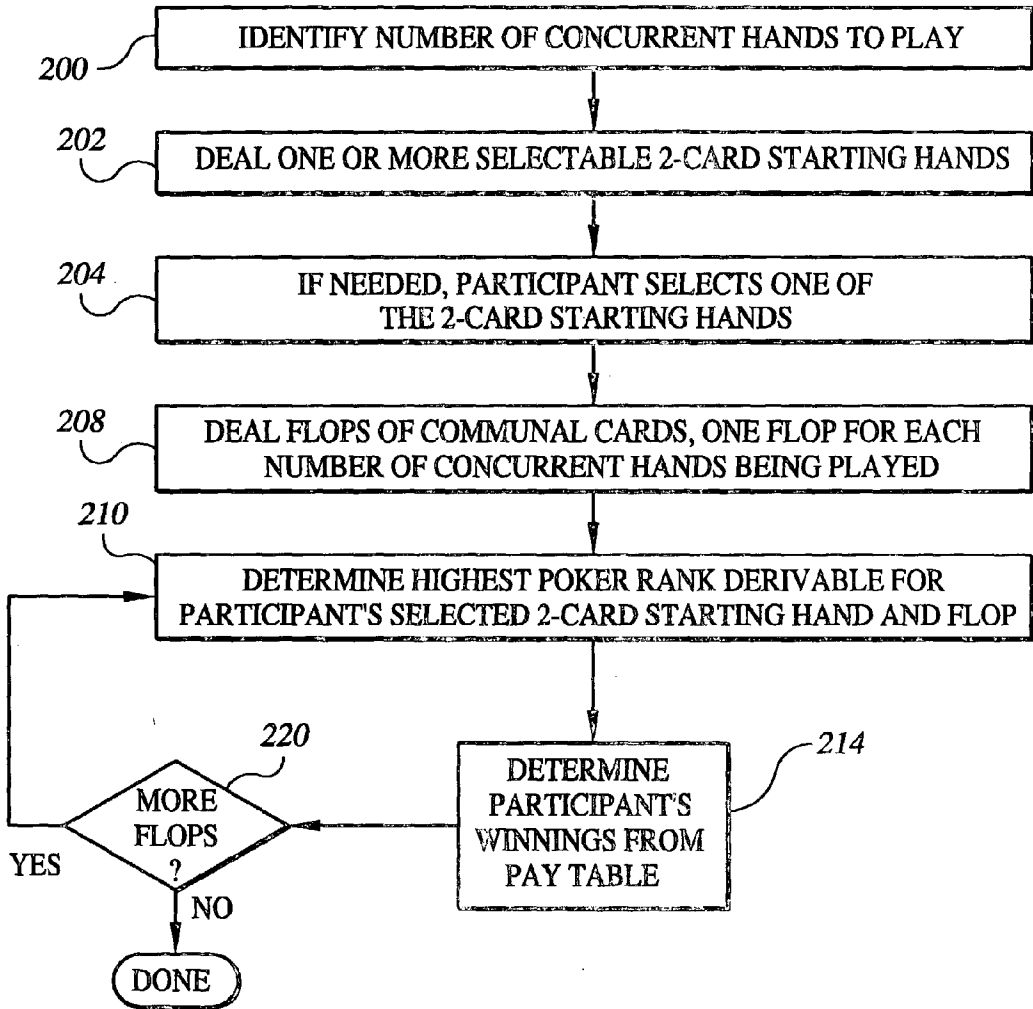 IDENTIFY NUMBER OF CONCURRENT HANDS TO PLAY
200
202
DEAL ONE OR MORE SELECTABLE 2-CARD STARTING HANDS
204
IF NEEDED, PARTICIPANT SELECTS ONE OF
THE 2-CARD STARTING HANDS
208
DEAL FLOPS OF COMMUNAL CARDS, ONE FLOP FOR EACH
NUMBER OF CONCURRENT HANDS BEING PLAYED
210
DETERMINE HIGHEST POKER RANK DERIVABLE FOR
PARTICIPANT'S SELECTED 2-CARD STARTING HAND AND FLOP
214
DETERMINE
PARTICIPANT'S
WINNINGS FROM
PAY TABLE
220
MORE
FLOPS
?
YES
NO
DONE